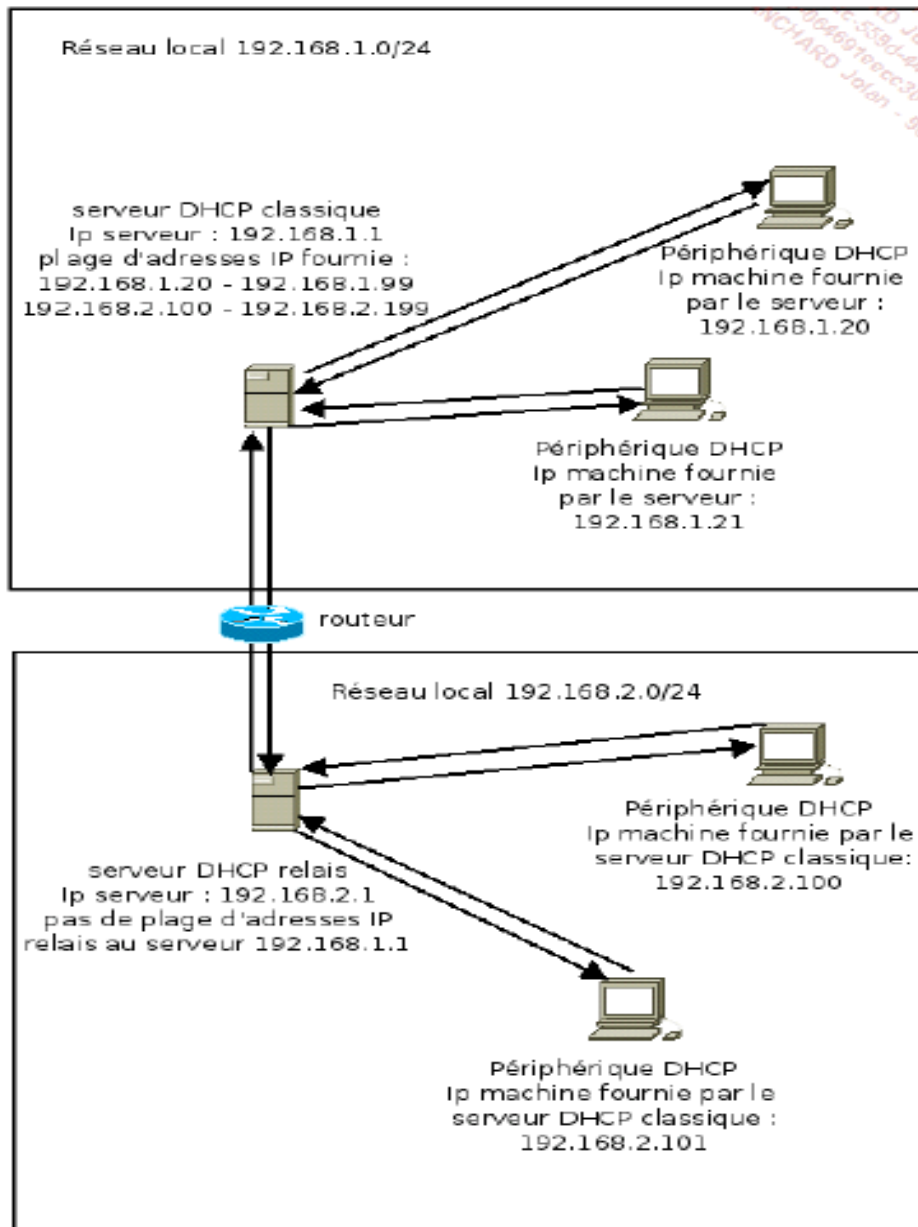 Réseau local 192.168.1.0/24
serveur DHCP classique
Ip serveur : 192.168.1.1
plage d'adresses IP fournie :
192.168.1.20 - 192.168.1.99
192.168.2.100 - 192.168.2.199
Périphérique DHCP
Ip machine fournie
par le serveur :
192.168.1.20
Périphérique DHCP
Ip machine fournie
par le serveur :
192.168.1.21
routeur
Réseau local 192.168.2.0/24
Périphérique DHCP
Ip machine fournie par le
serveur DHCP classique:
192.168.2.100
serveur DHCP relais
Ip serveur : 192.168.2.1
pas de plage d'adresses IP
relais au serveur 192.168.1.1
Périphérique DHCP
Ip machine fournie par le
serveur DHCP classique :
192.168.2.101